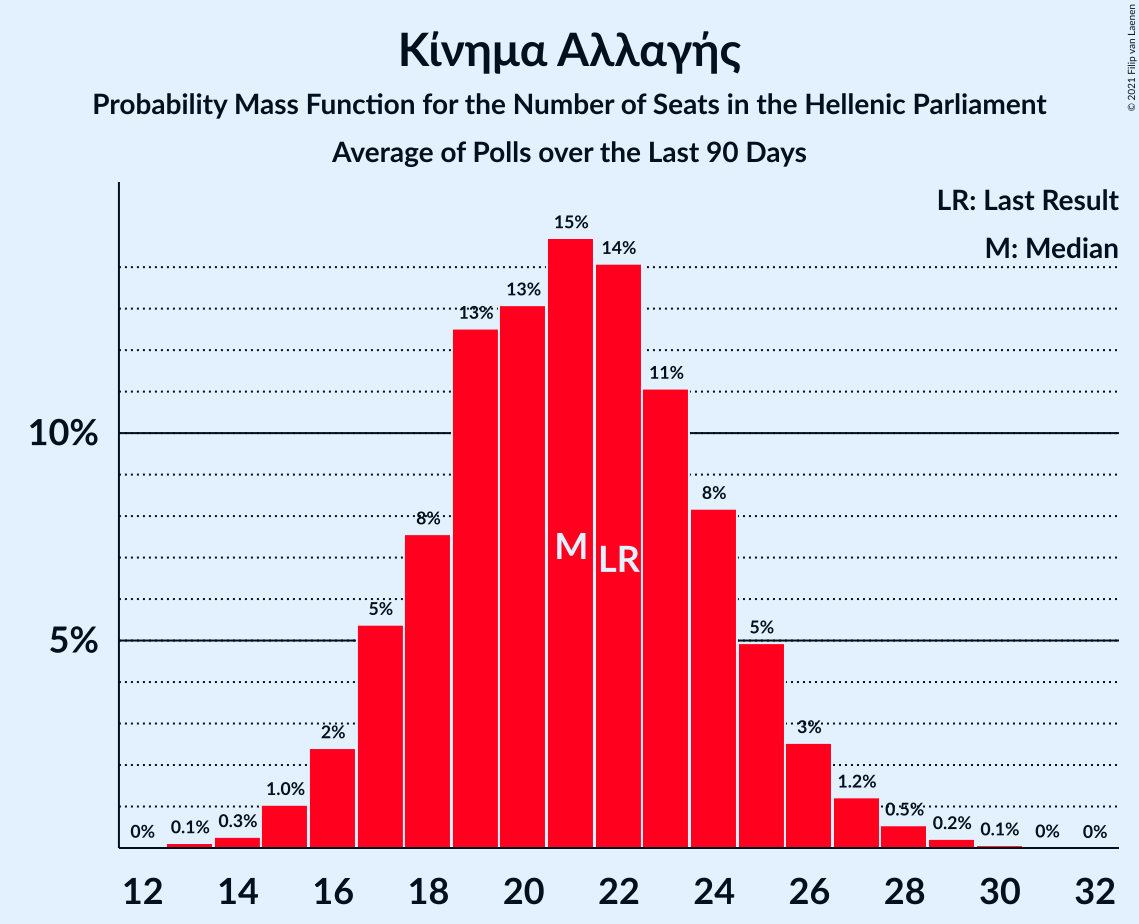 Κίνημα Αλλαγής
Probability Mass Function for the Number of Seats in the Hellenic Parliament
Average of Polls over the Last 90 Days
© 2021 Filip van Laenen
LR: Last Result
M: Median
10%
5%
0%
0.1%
0.3%
1.0%
2%
5%
8%
13%
13%
15%
14%
11%
8%
5%
3%
1.2%
0.5%
0.2%
0.1%
0%
0%
M
LR
12 14 16 18 20 22 24 26 28 30 32